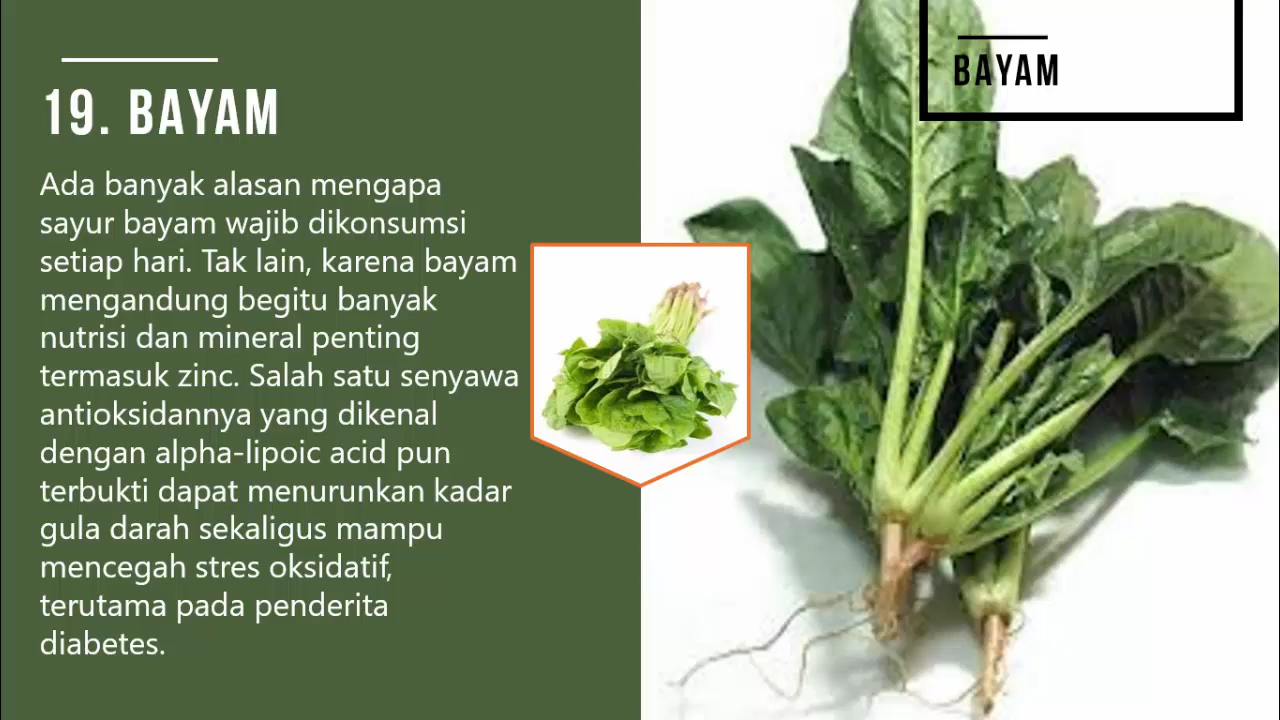 19. BAYAM
Ada banyak alasan mengapa
sayur bayam wajib dikonsumsi
setiap hari. Tak lain, karena bayam
mengandung begitu banyak
nutrisi dan mineral penting
termasuk zinc. Salah satu senyawa
antioksidannya yang dikenal
dengan alpha-lipoic acid pun
terbukti dapat menurunkan kadar
gula darah sekaligus mampu
mencegah stres oksidatif,
terutama pada penderita
diabetes.
BAYAM